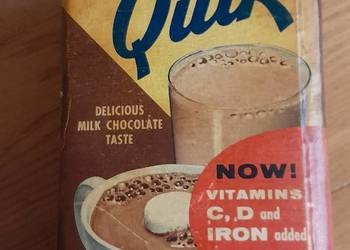 Quik
DELICIOUS
MILK CHOCOLATE
TASTE
NOW!
VITAMINS
C, D and
IRON added